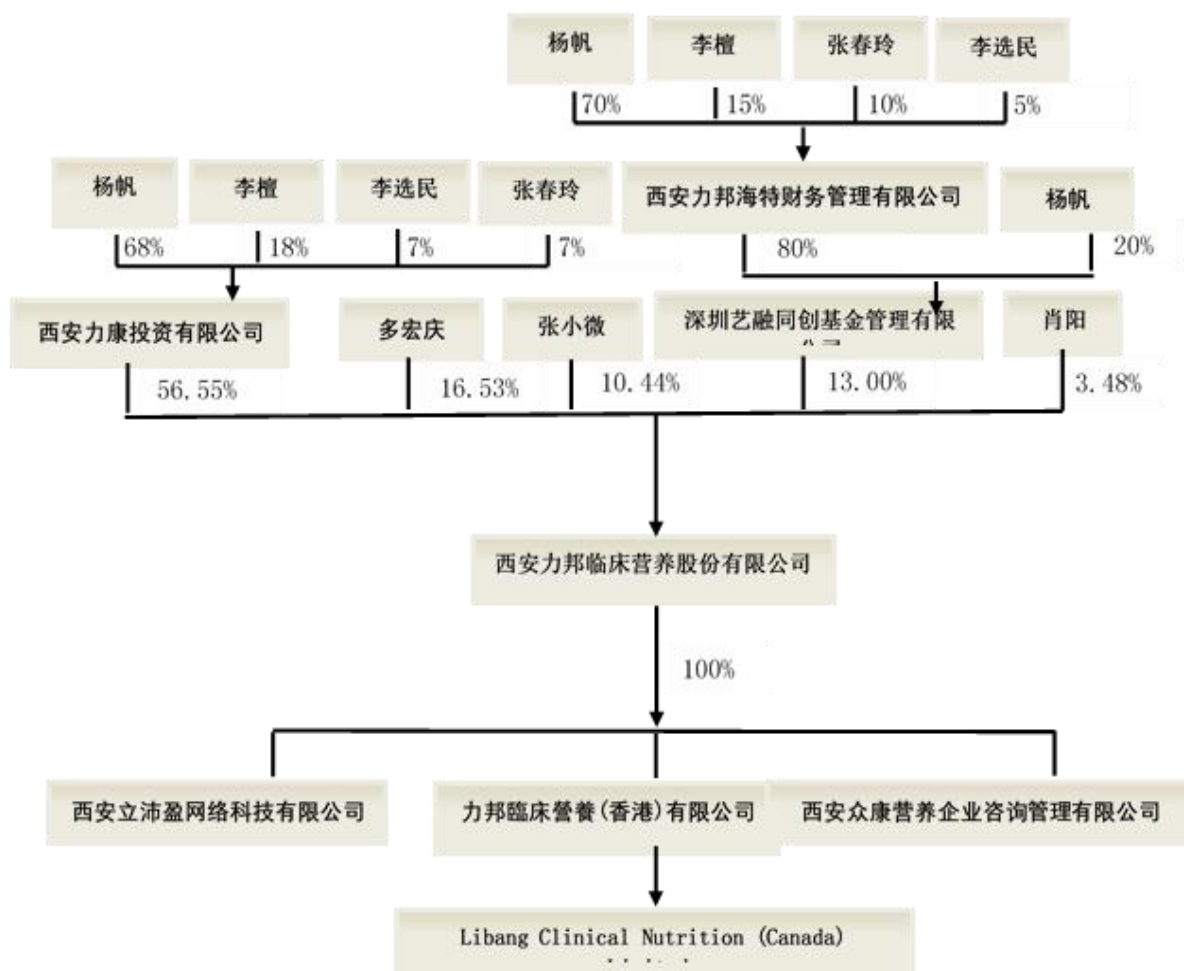 杨帆
李檀
张春玲
李选民
70%
15%
10%
5%
杨帆
李檀
李选民
张春玲
西安力邦海特财务管理有限公司
杨帆
68%
18%
7%
7%
80%
20%
西安力康投资有限公司
多宏庆
张小微
深圳艺融同创基金管理有限
肖阳
56.55%
16.53%
10.44%
13.00%
3.48%
西安力邦临床营养股份有限公司
100%
西安立沛盈网络科技有限公司
力邦臨床營養(香港)有限公司
西安众康营养企业咨询管理有限公司
Libang Clinical Nutrition (Canada)